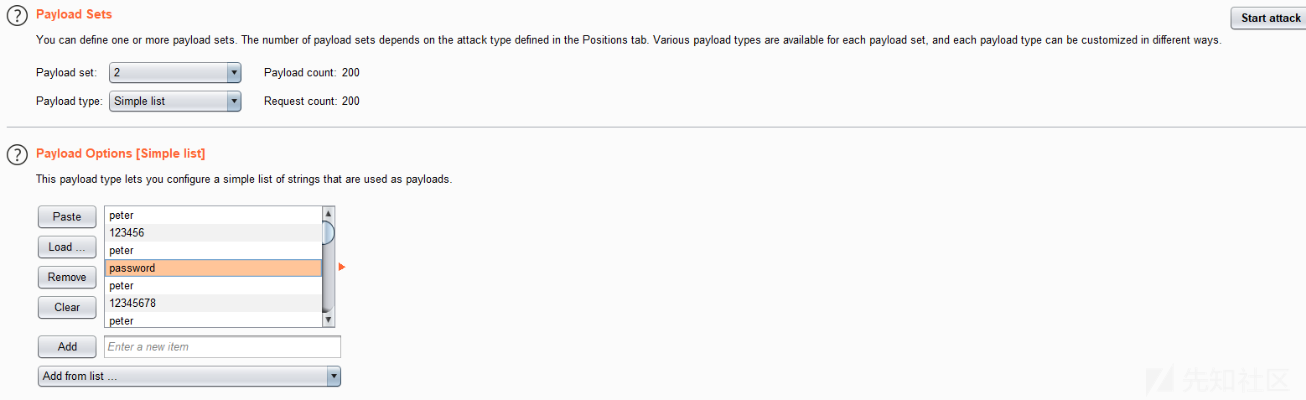 Payload Sets
Start attack
You can define one or more payload sets. The number of payload sets depends on the attack type defined in the Positions tab. Various payload types are available for each payload set, and each payload type can be customized in different ways.
Payload set: 2 Payload count: 200
Payload type: Simple list Request count: 200
Payload Options [Simple list]
This payload type lets you configure a simple list of strings that are used as payloads.
Paste
Load ...
Remove
Clear
peter
123456
peter
password
peter
12345678
peter
Add Enter a new item
Add from list ...
先知社区